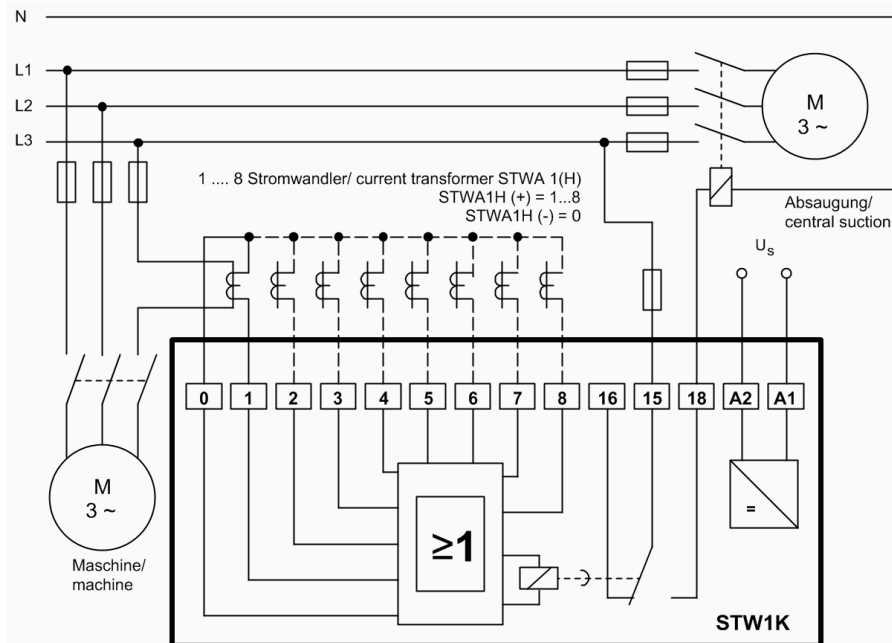 N
L1
L2
L3
M
3 ~
1 .... 8 Stromwandler/ current transformer STWA 1(H)
STWA1H (+) = 1...8
STWA1H (-) = 0
Absaugung/
central suction
Us
0 1 2 3 4 5 6 7 8 16 15 18 A2 A1
M
3 ~
≥1
=
Maschine/
machine
STW1K